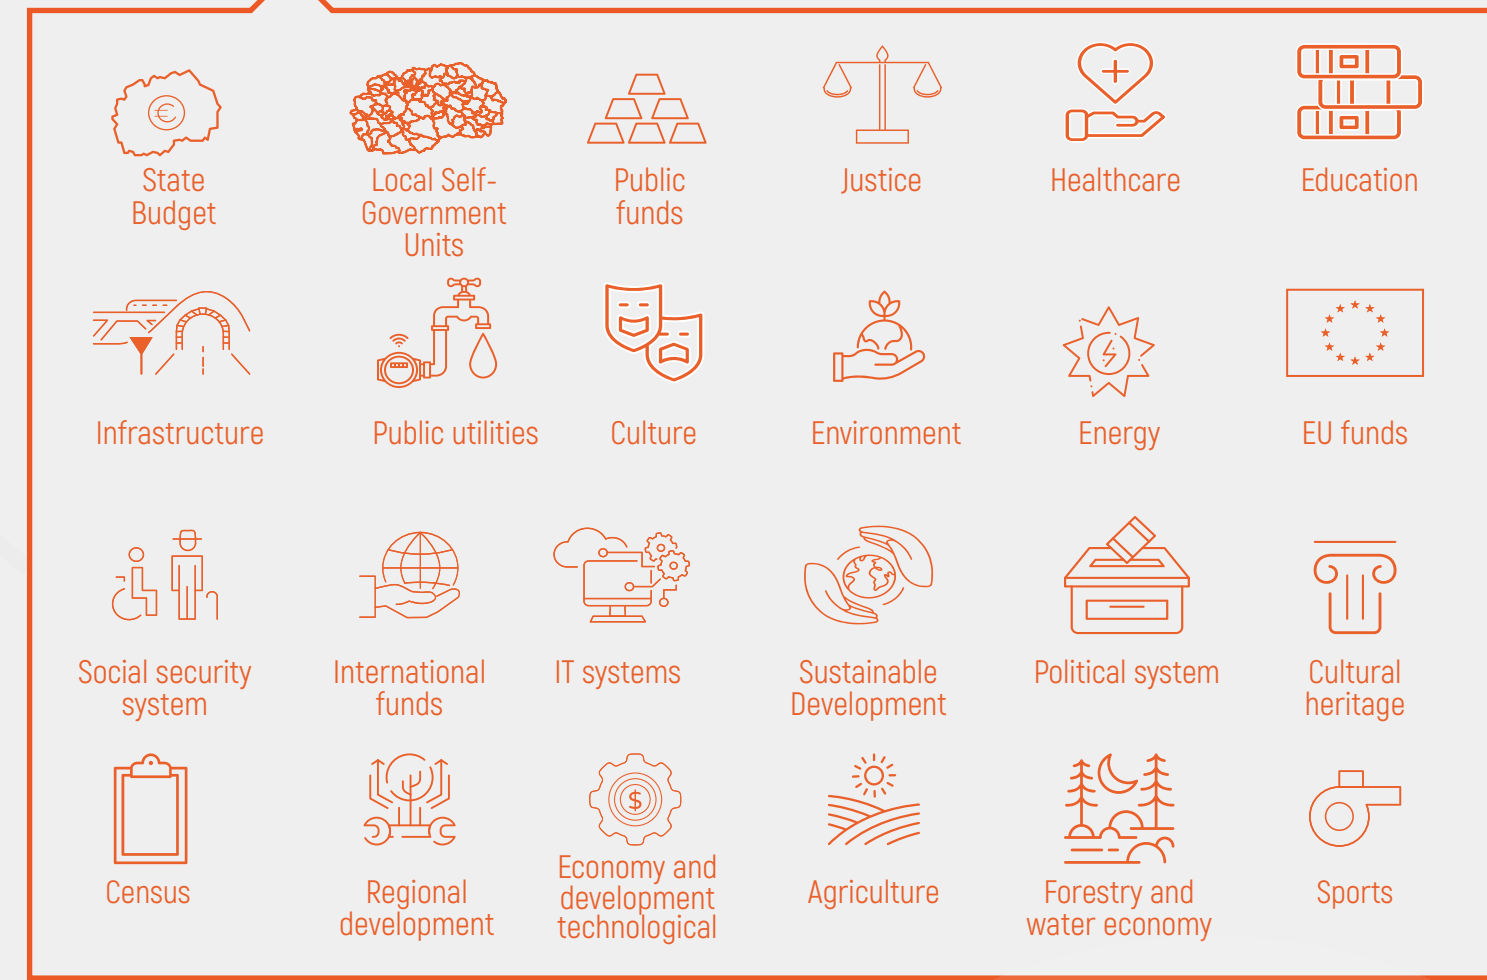 State
Budget
Local Self-
Government
Units
Public
funds
Justice
Healthcare
Education
Infrastructure
Public utilities
Culture
Environment
Energy
EU funds
Social security
system
International
funds
IT systems
Sustainable
Development
Political system
Cultural
heritage
Census
Regional
development
Economy and
development
technological
Agriculture
Forestry and
water economy
Sports